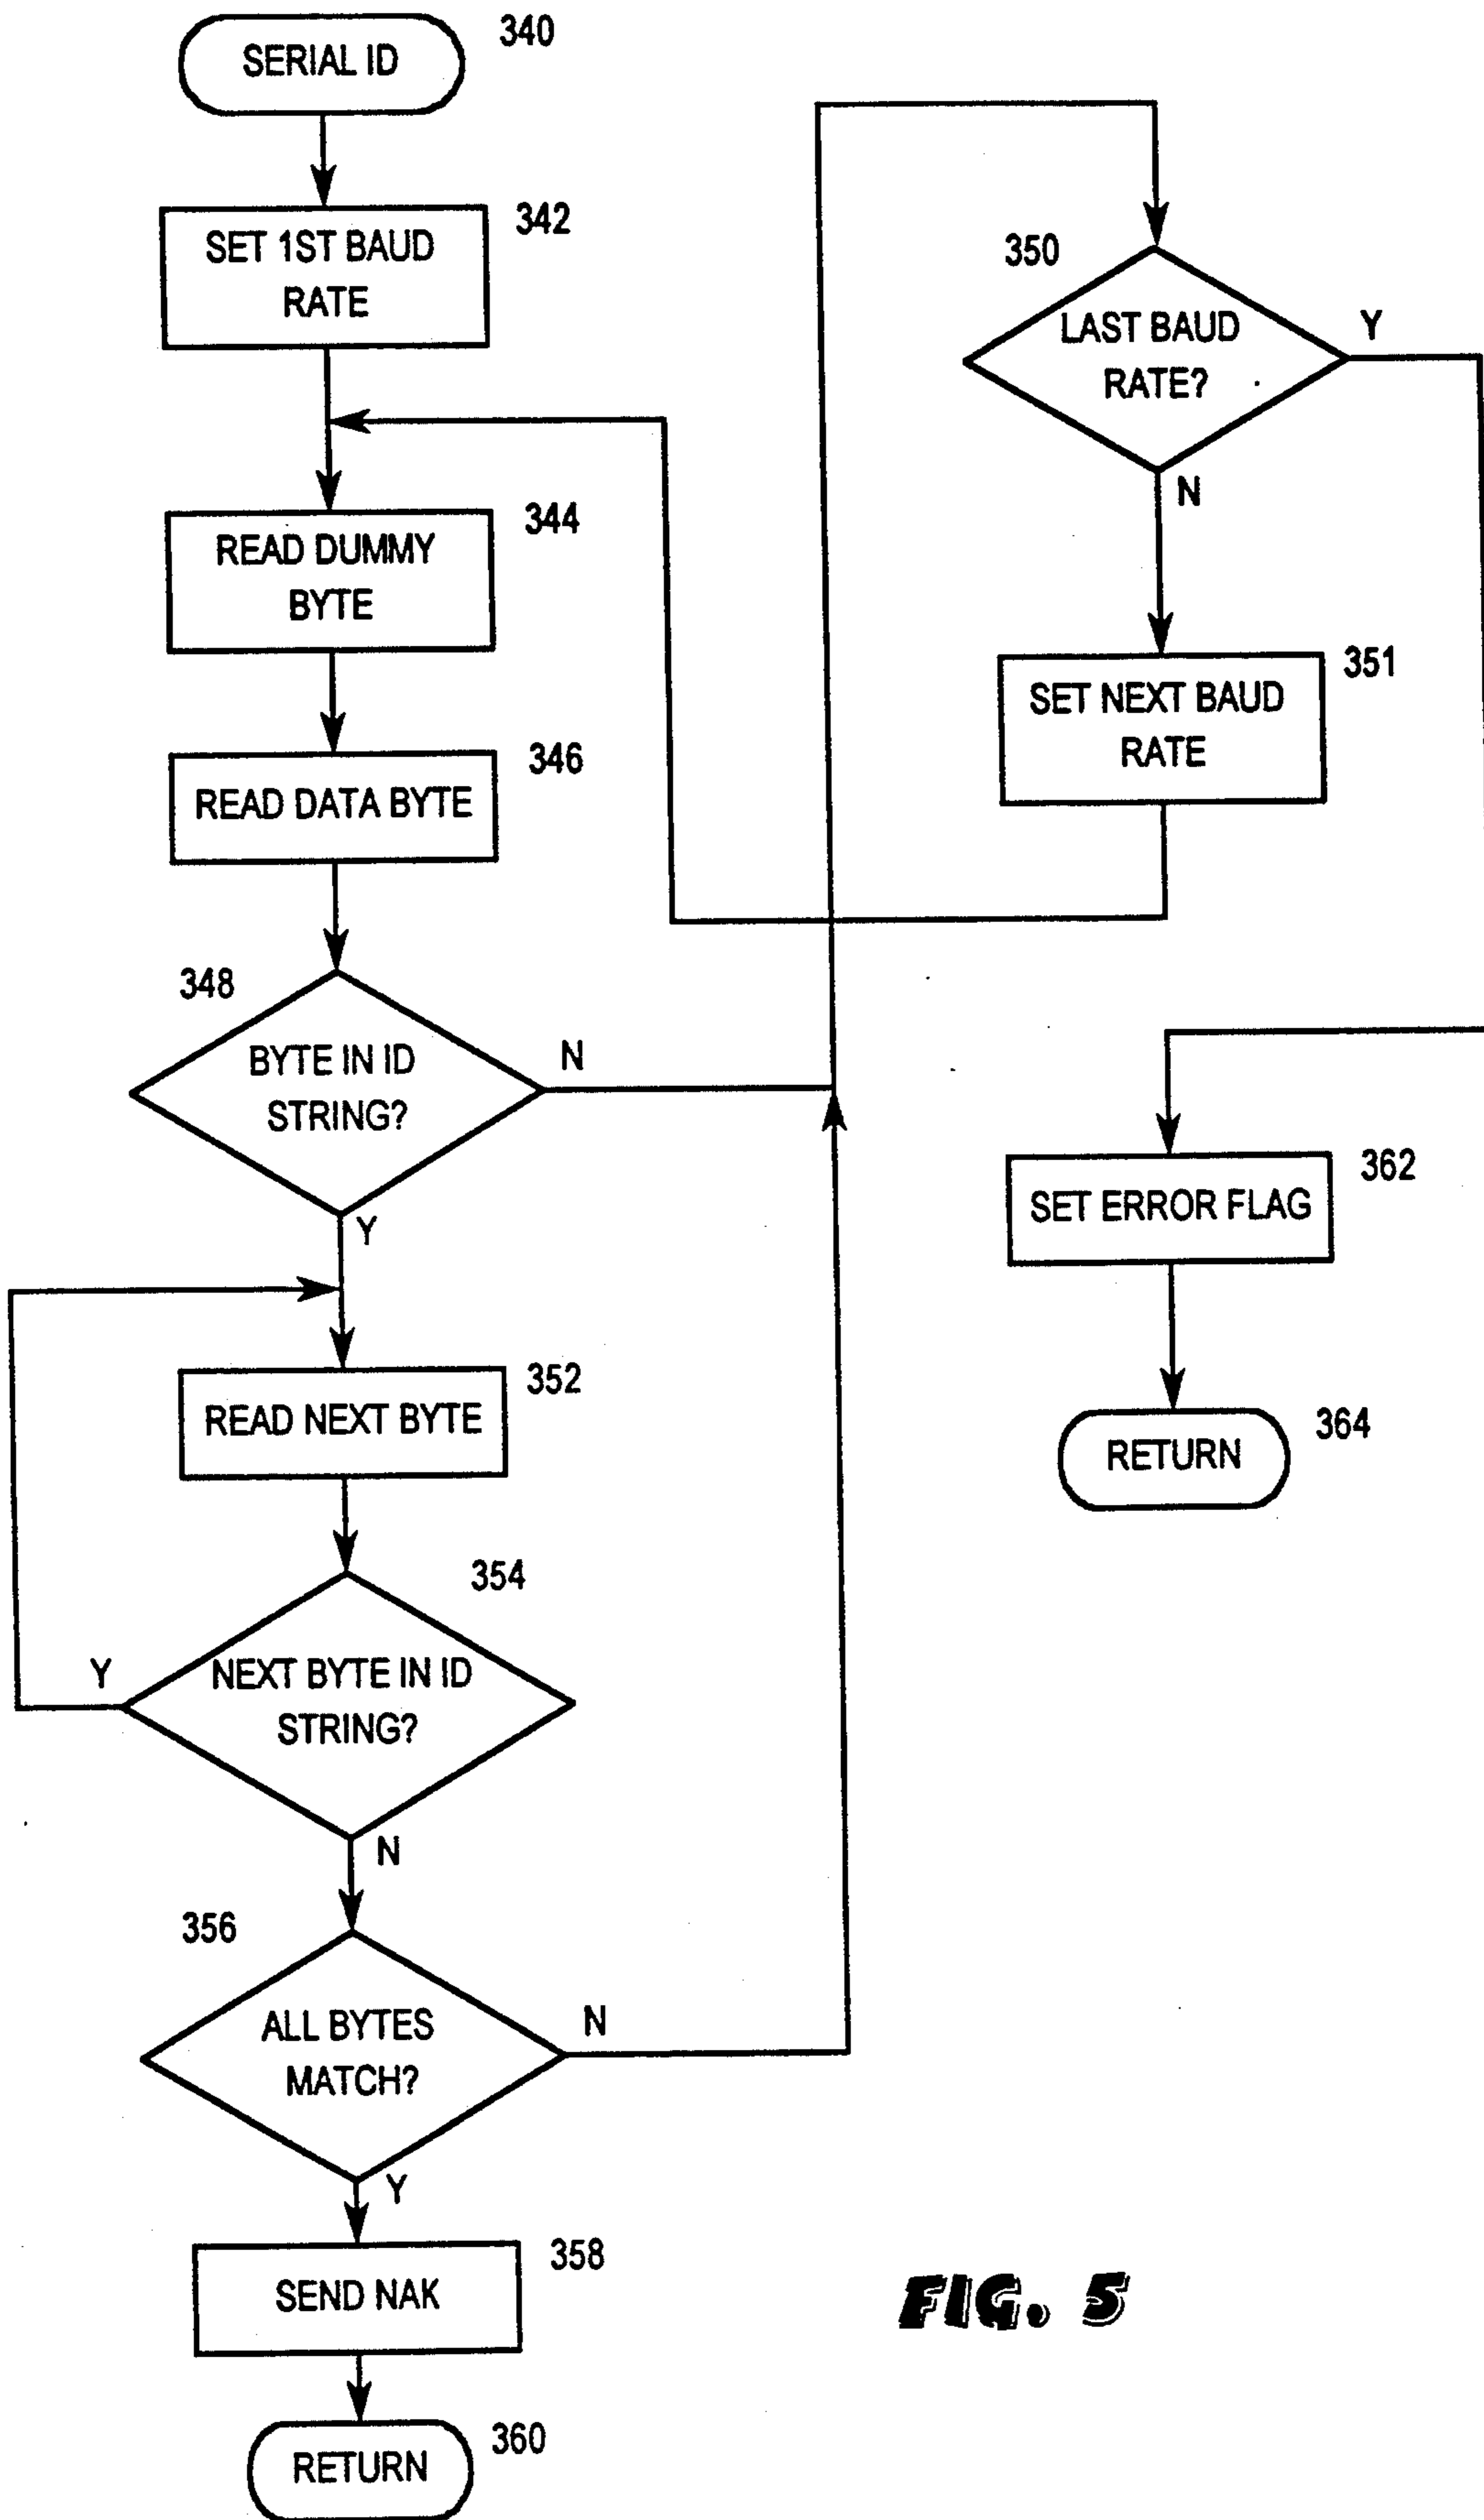 SERIAL ID
340
SET 1ST BAUD
RATE
342
READ DUMMY
BYTE
344
READ DATA BYTE
346
348
BYTE IN ID
STRING?
N
Y
READ NEXT BYTE
352
354
NEXT BYTE IN ID
STRING?
Y
N
356
ALL BYTES
MATCH?
N
Y
SEND NAK
358
RETURN
360
350
LAST BAUD
RATE?
Y
N
SET NEXT BAUD
RATE
351
SET ERROR FLAG
362
RETURN
364
FIG. 5